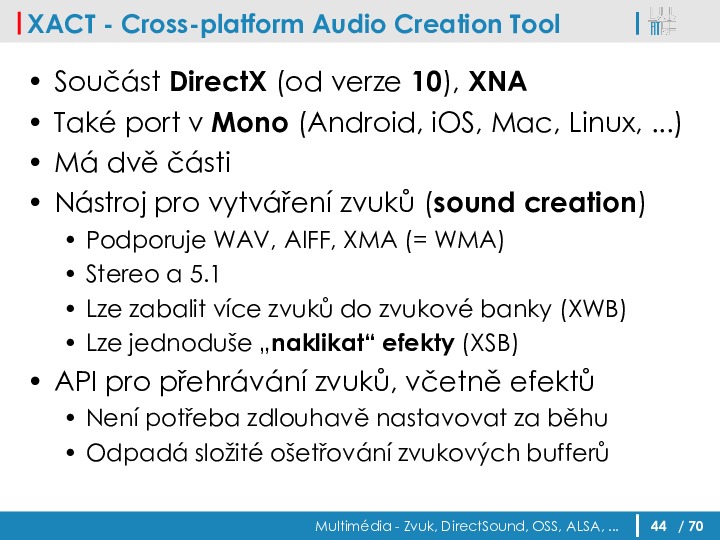 XACT - Cross-platform Audio Creation Tool
• Součást DirectX (od verze 10), XNA
• Také port v Mono (Android, iOS, Mac, Linux, ...)
• Má dvě části
• Nástroj pro vytváření zvuků (sound creation)
• Podporuje WAV, AIFF, XMA (= WMA)
• Stereo a 5.1
• Lze zabalit více zvuků do zvukové banky (XWB)
• Lze jednoduše „naklikat“ efekty (XSB)
• API pro přehrávání zvuků, včetně efektů
• Není potřeba zdlouhavě nastavovat za běhu
• Odpadá složité ošetřování zvukových bufferů
Multimédia - Zvuk, DirectSound, OSS, ALSA, ... 44 / 70